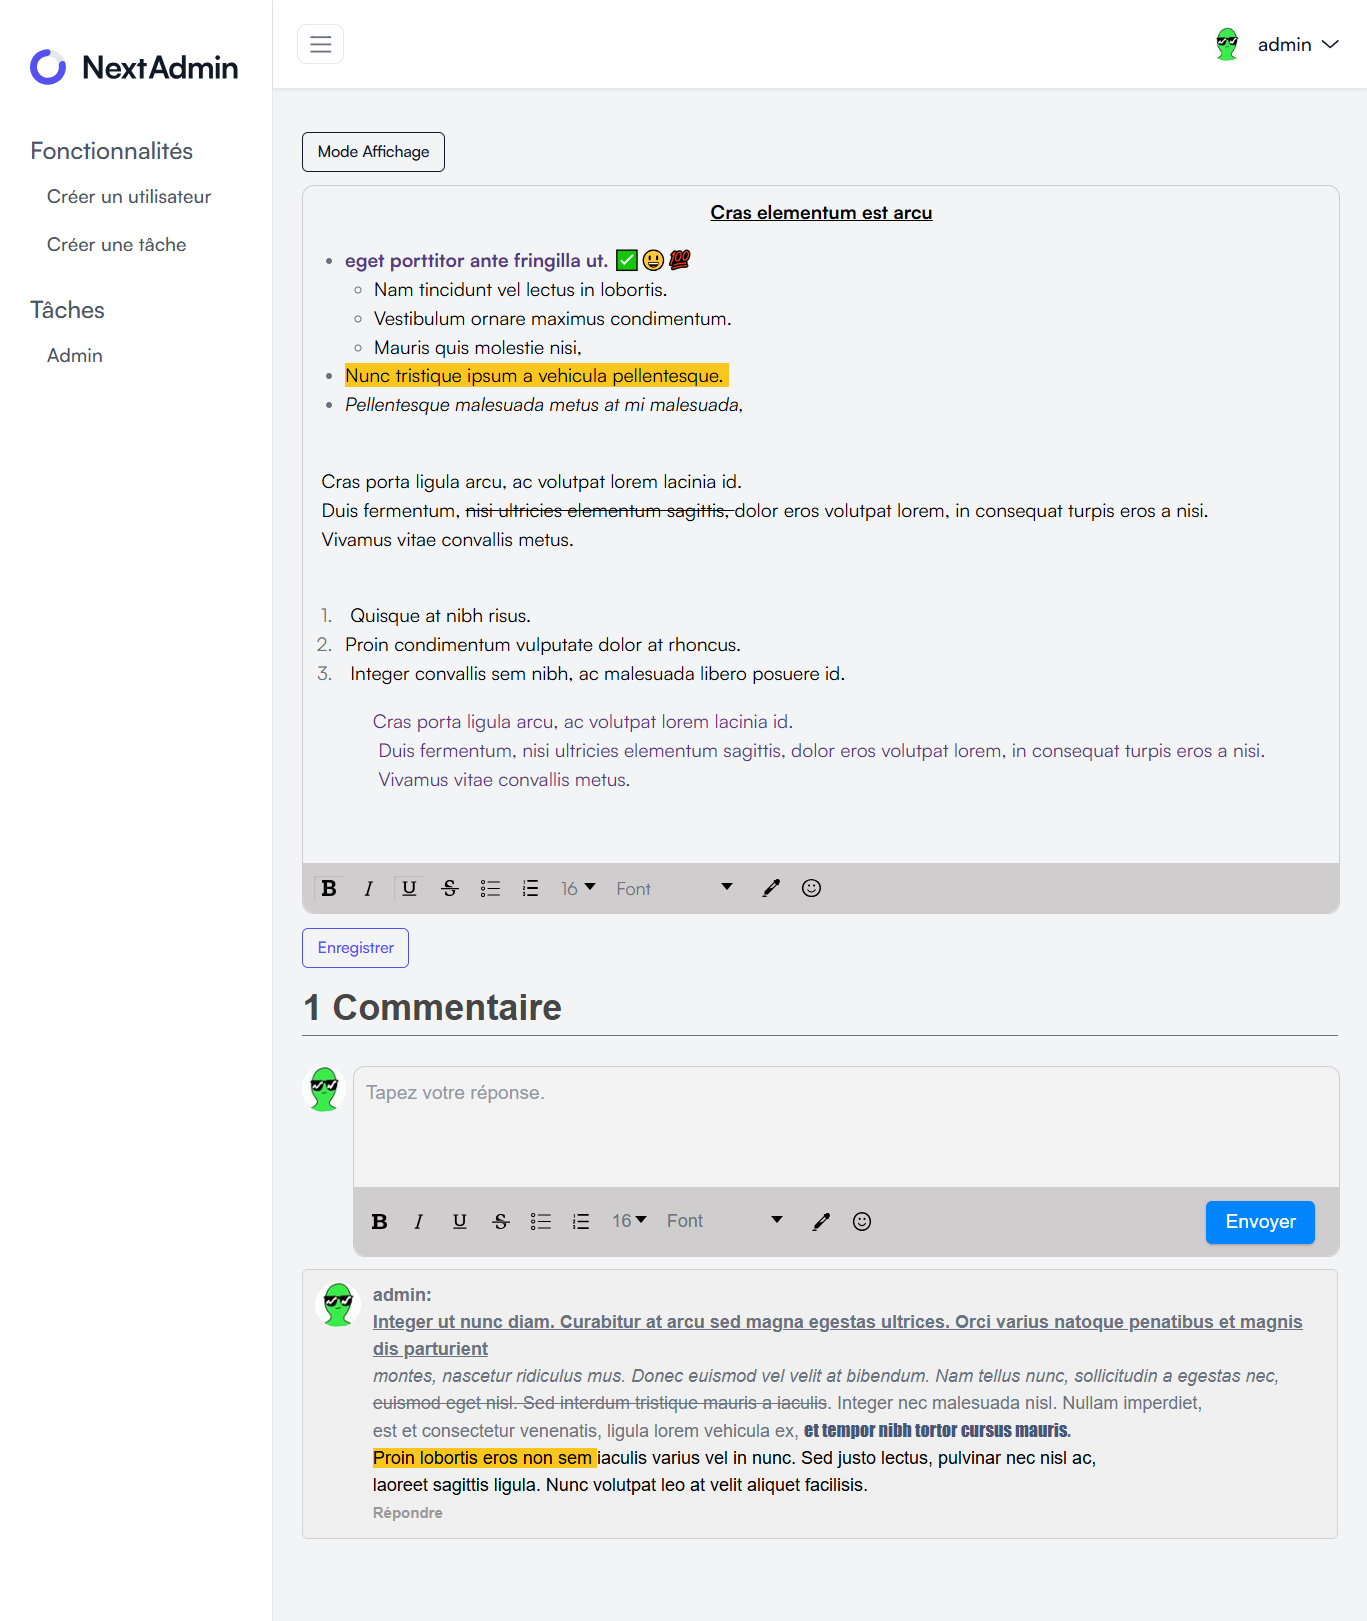 NextAdmin
admin
Fonctionnalités
Créer un utilisateur
Créer une tâche
Tâches
Admin
Mode Affichage
Cras elementum est arcu
eget porttitor ante fringilla ut. ✅😃💯
Nam tincidunt vel lectus in lobortis.
Vestibulum ornare maximus condimentum.
Mauris quis molestie nisi,
Nunc tristique ipsum a vehicula pellentesque.
Pellentesque malesuada metus at mi malesuada,
Cras porta ligula arcu, ac volutpat lorem lacinia id.
Duis fermentum, nisi ultricies elementum sagittis, dolor eros volutpat lorem, in consequat turpis eros a nisi.
Vivamus vitae convallis metus.
1. Quisque at nibh risus.
2. Proin condimentum vulputate dolor at rhoncus.
3. Integer convallis sem nibh, ac malesuada libero posuere id.
Cras porta ligula arcu, ac volutpat lorem lacinia id.
Duis fermentum, nisi ultricies elementum sagittis, dolor eros volutpat lorem, in consequat turpis eros a nisi.
Vivamus vitae convallis metus.
B I U S 16 Font
Enregistrer
1 Commentaire
Tapez votre réponse.
B I U S 16 Font Envoyer
admin:
Integer ut nunc diam. Curabitur at arcu sed magna egestas ultrices. Orci varius natoque penatibus et magnis
dis parturient
montes, nascetur ridiculus mus. Donec euismod vel velit at bibendum. Nam tellus nunc, sollicitudin a egestas nec,
euismod eget nisl. Sed interdum tristique mauris a iaculis. Integer nec malesuada nisl. Nullam imperdiet,
est et consectetur venenatis, ligula lorem vehicula ex, et tempor nibh tortor cursus mauris.
Proin lobortis eros non sem iaculis varius vel in nunc. Sed justo lectus, pulvinar nec nisl ac,
laoreet sagittis ligula. Nunc volutpat leo at velit aliquet facilisis.
Répondre